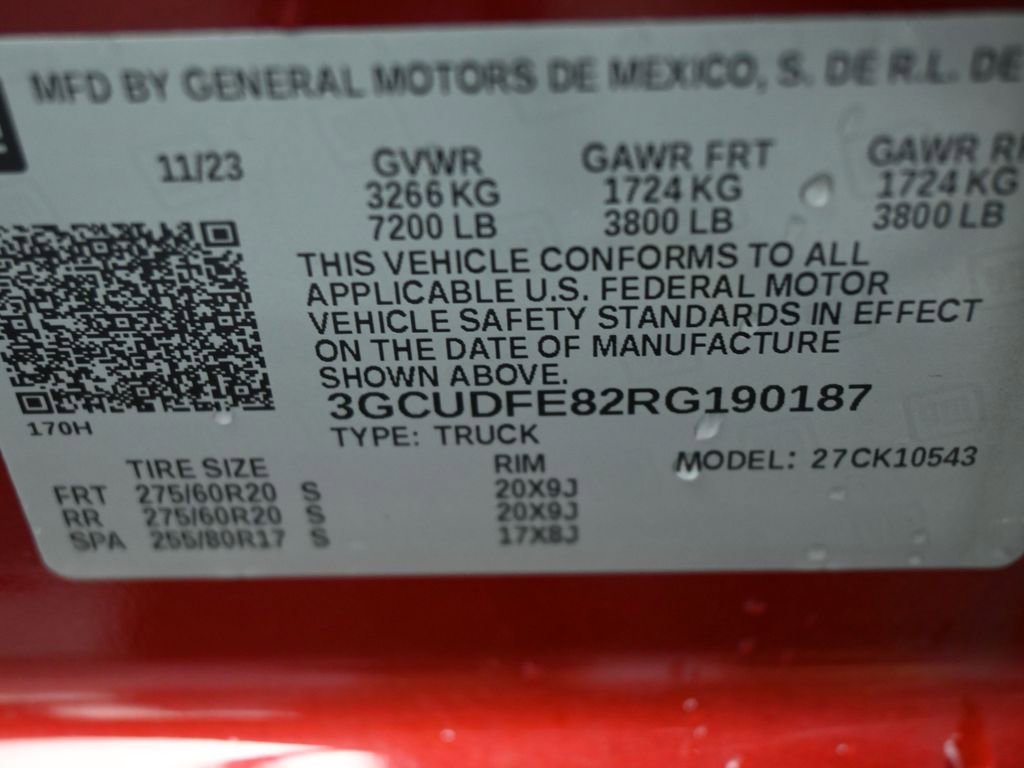 MFD BY GENERAL MOTORS DE MEXICO, S. DE R.L. DE
11/23 GVWR GAWR FRT GAWR
3266 KG 1724 KG 1724 KG
7200 LB 3800 LB 3800 LB
THIS VEHICLE CONFORMS TO ALL
APPLICABLE U.S. FEDERAL MOTOR
VEHICLE SAFETY STANDARDS IN EFFECT
ON THE DATE OF MANUFACTURE
SHOWN ABOVE.
3GCUDFE82RG190187
170H
TYPE: TRUCK
MODEL: 27CK10543
TIRE SIZE RIM
FRT 275/60R20 S 20X9J
RR 275/60R20 S 20X9J
SPA 255/80R17 S 17X8J